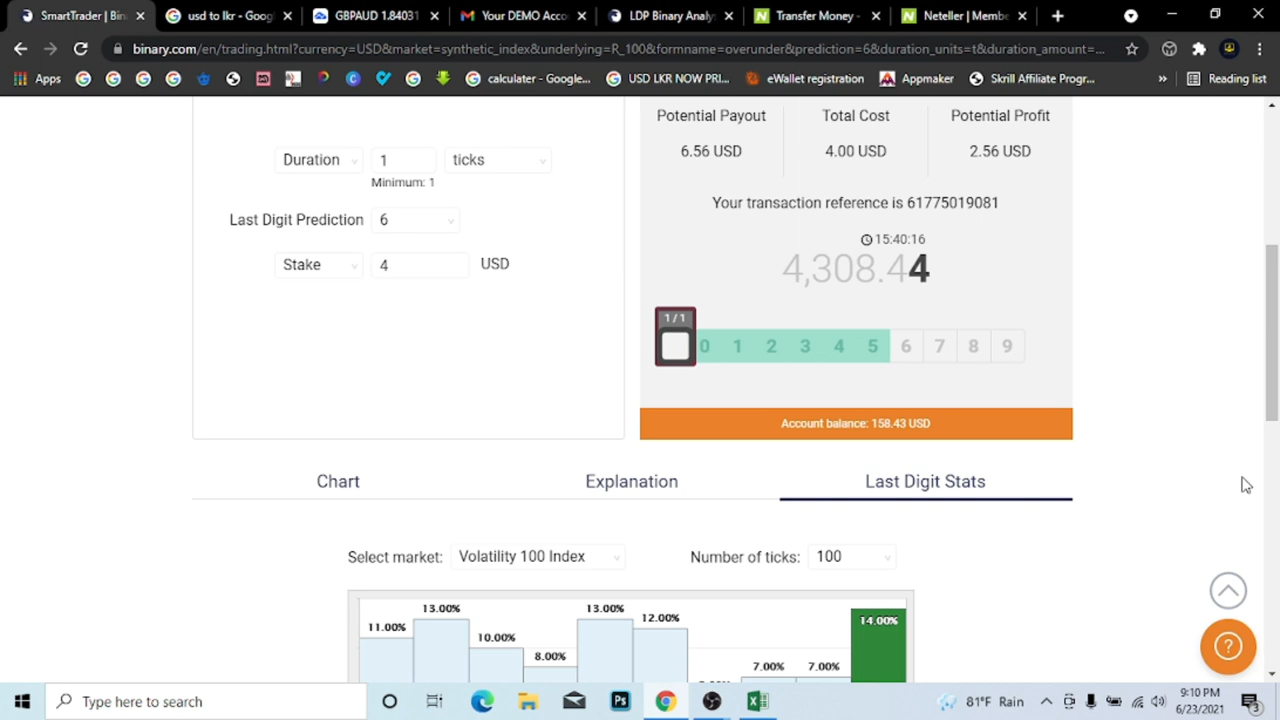 SmartTrader | Bin
usd to lkr - Goog
GBPAUD 1.84031
Your DEMO Acco
LDP Binary Analy
Transfer Money -
Neteller | Membe
binary.com/en/trading.html?currency=USD&market=synthetic_index&underlying=R_100&formname=overunder&prediction=6&duration_units=t&duration_amount=...
Apps
calculater - Google...
USD LKR NOW PRI...
eWallet registration
Appmaker
Skrill Affiliate Progr...
Reading list
Potential Payout
Total Cost
Potential Profit
6.56 USD
4.00 USD
2.56 USD
Duration
1
ticks
Minimum: 1
Last Digit Prediction
6
Stake
4
USD
Your transaction reference is 61775019081
15:40:16
4,308.44
1 / 1
0 1 2 3 4 5 6 7 8 9
Account balance: 158.43 USD
Chart
Explanation
Last Digit Stats
Select market:
Volatility 100 Index
Number of ticks:
100
11.00%
13.00%
10.00%
8.00%
13.00%
12.00%
7.00%
7.00%
14.00%
Type here to search
81°F Rain
9:10 PM
6/23/2021
3